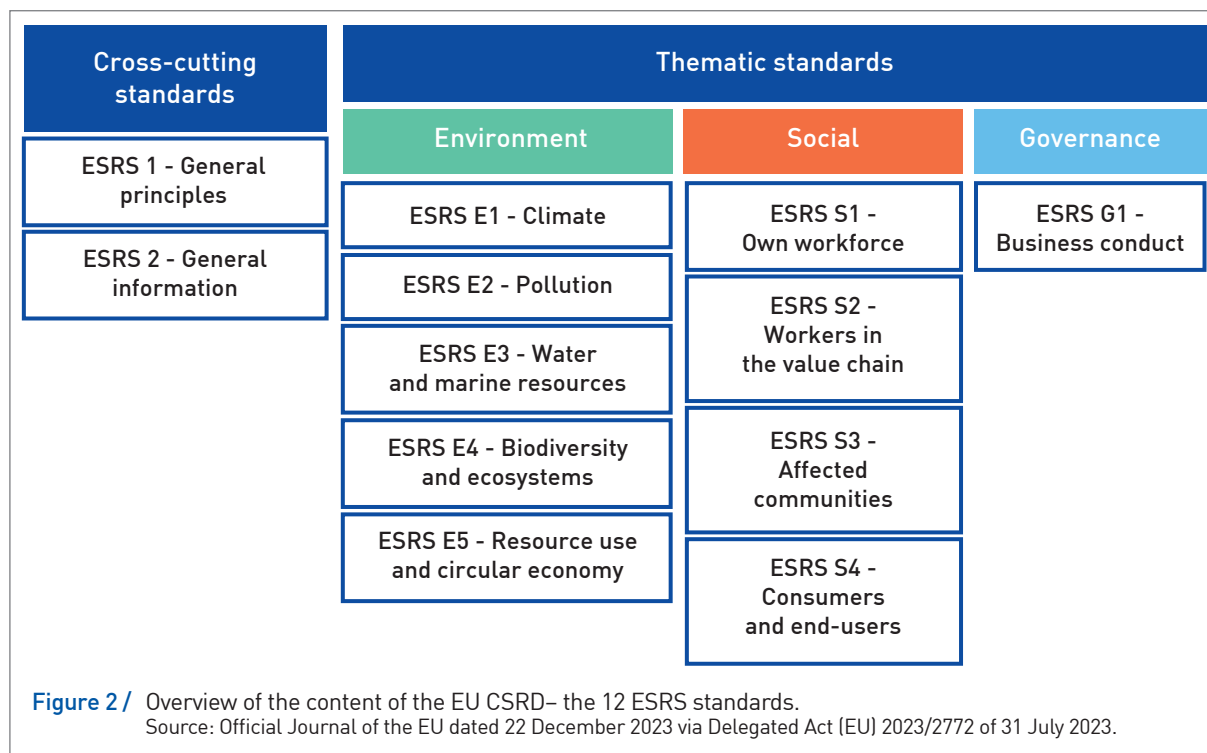 Cross-cutting
standards
Thematic standards
Environment
Social
Governance
ESRS 1 - General
principles
ESRS 2 - General
information
ESRS E1 - Climate
ESRS E2 - Pollution
ESRS E3 - Water
and marine resources
ESRS E4 - Biodiversity
and ecosystems
ESRS E5 - Resource use
and circular economy
ESRS S1 -
Own workforce
ESRS S2 -
Workers in
the value chain
ESRS S3 -
Affected
communities
ESRS S4 -
Consumers
and end-users
ESRS G1 -
Business conduct
Figure 2 / Overview of the content of the EU CSRD– the 12 ESRS standards.
Source: Official Journal of the EU dated 22 December 2023 via Delegated Act (EU) 2023/2772 of 31 July 2023.